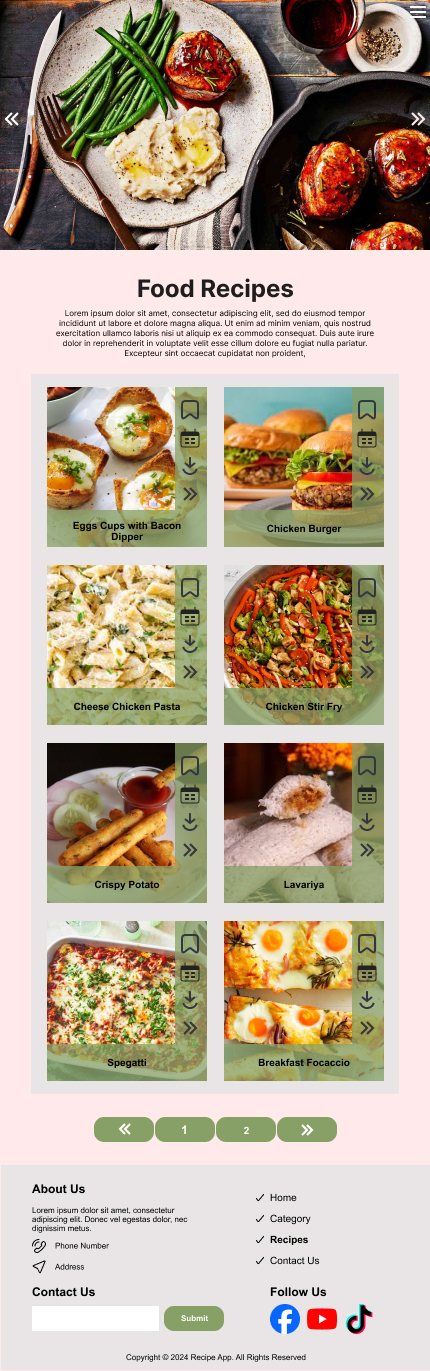 Food Recipes
Lorem ipsum dolor sit amet, consectetur adipiscing elit, sed do eiusmod tempor
incididunt ut labore et dolore magna aliqua. Ut enim ad minim veniam, quis nostrud
exercitation ullamco laboris nisi ut aliquip ex ea commodo consequat. Duis aute irure
dolor in reprehenderit in voluptate velit esse cillum dolore eu fugiat nulla pariatur.
Excepteur sint occaecat cupidatat non proident,
Eggs Cups with Bacon
Dipper
Chicken Burger
Cheese Chicken Pasta
Chicken Stir Fry
Crispy Potato
Lavariya
Spegatti
Breakfast Focaccio
1
2
About Us
Lorem ipsum dolor sit amet, consectetur
adipiscing elit. Donec vel egestas dolor, nec
dignissim metus.
Phone Number
Address
Home
Category
Recipes
Contact Us
Contact Us
Submit
Follow Us
Copyright © 2024 Recipe App. All Rights Reserved